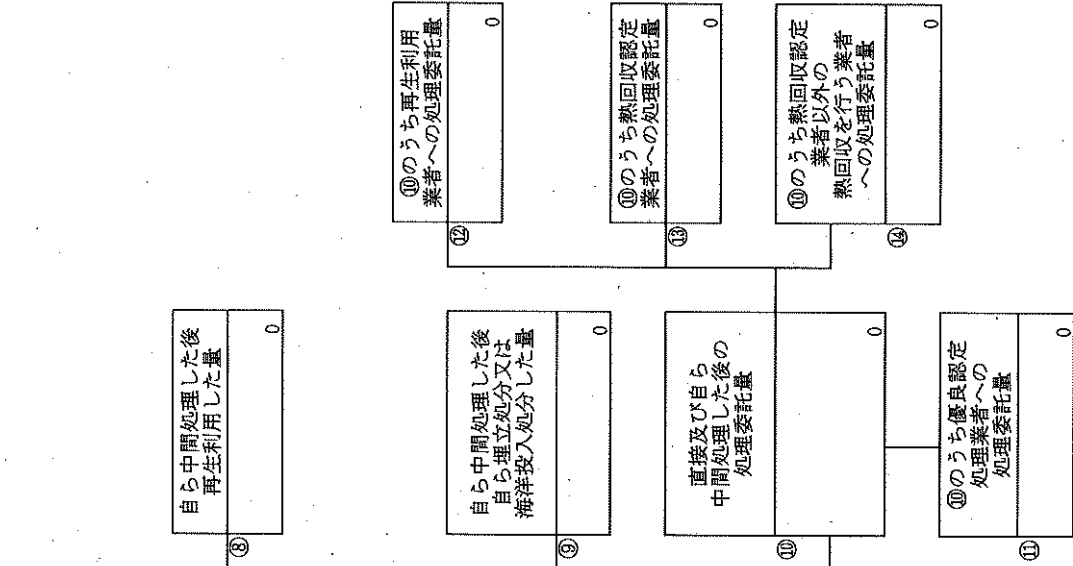 ⑧
自ら中間処理した後
再生利用した量
0
⑨
自ら中間処理した後
自ら埋立処分又は
海洋投入処分した量
0
⑩
直接及び自ら
中間処理した後の
処理委託量
0
⑪
⑩のうち優良認定
処理業者への
処理委託量
0
⑫
⑩のうち再生利用
業者への処理委託量
0
⑬
⑩のうち熱回収認定
業者への処理委託量
0
⑭
⑩のうち熱回収認定
業者以外の
熱回収を行う業者
への処理委託量
0